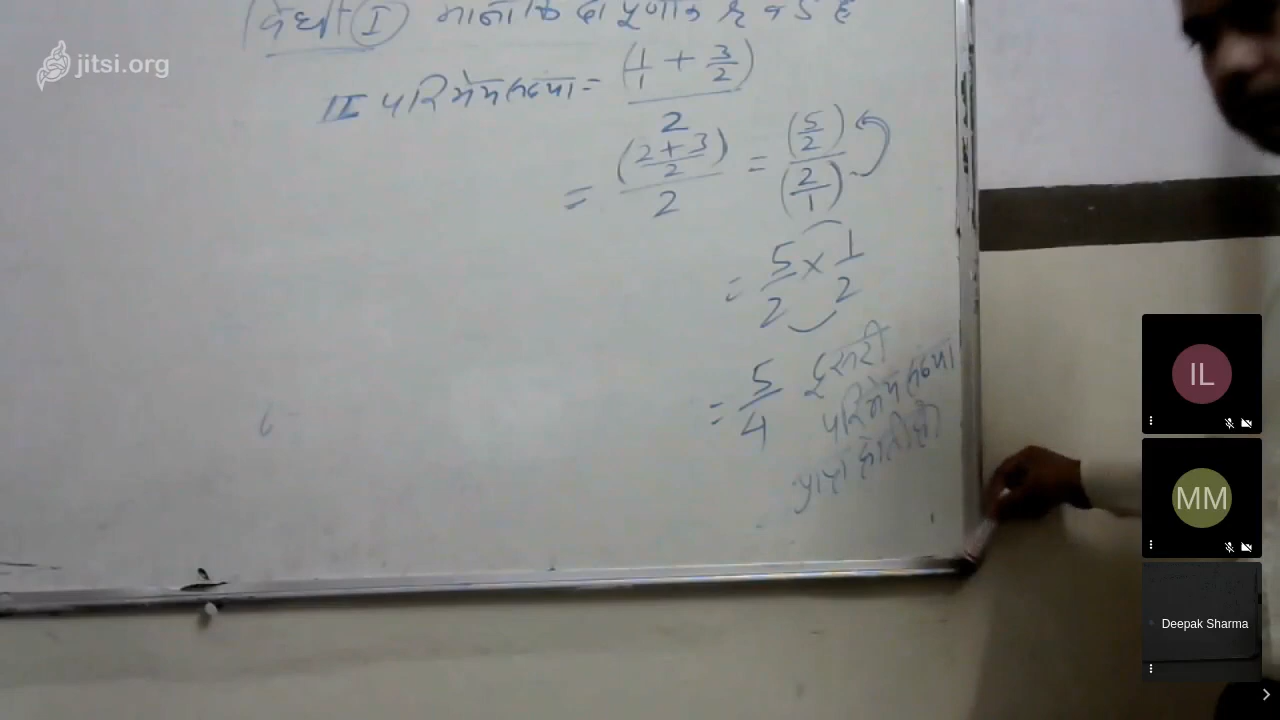 jitsi.org
विधि I मानाकि दो पूर्णांक
II परिमेय संख्या = (1/1 + 3/2) / 2
= ((2+3)/2) / 2 = (5/2) / (2/1)
= 5/2 × 1/2
= 5/4 दूसरी
परिमेय संख्या
प्राप्त होती है
IL
MM
Deepak Sharma